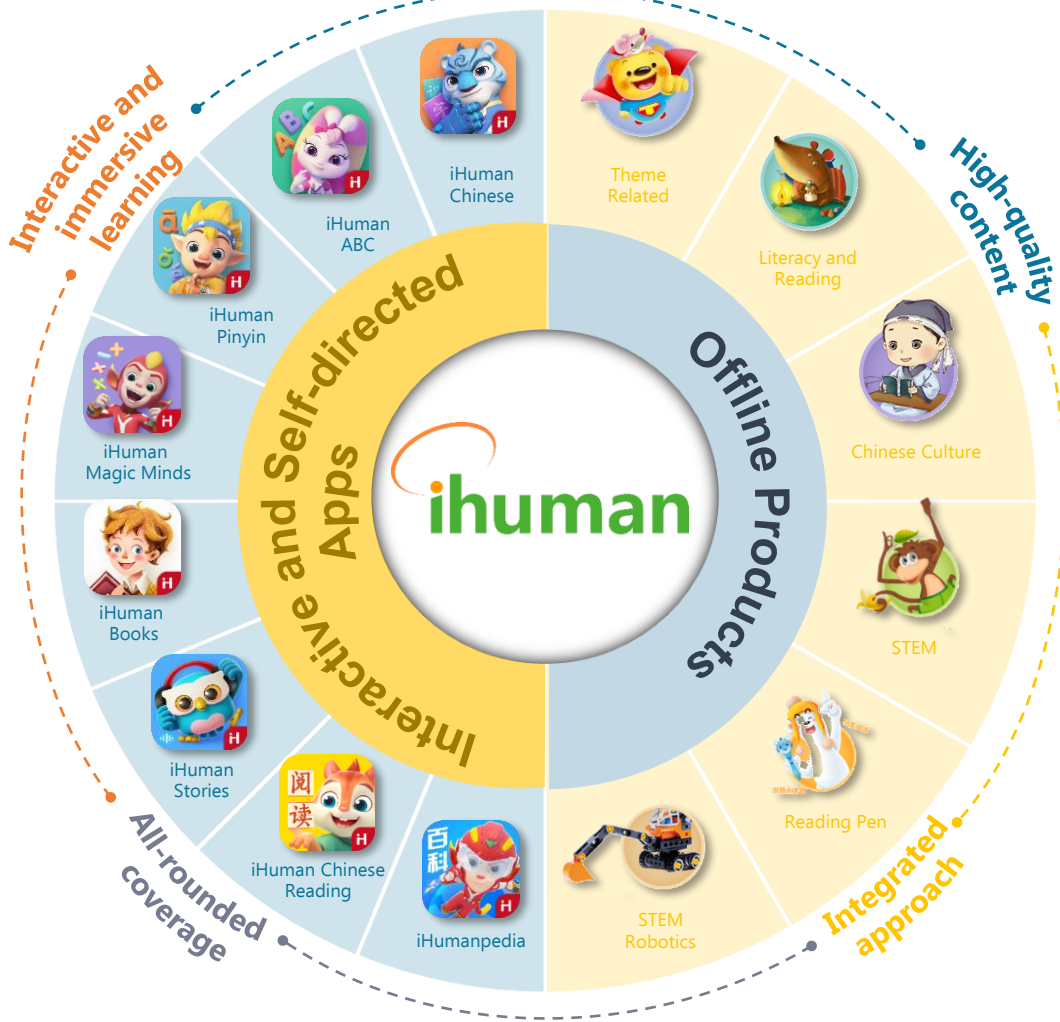 Interactive and
immersive
learning
High-quality
content
All-rounded
coverage
Integrated
approach
Interactive and Self-directed
Apps
Offline Products
ihuman
iHuman
Chinese
iHuman
ABC
A B C
iHuman
Pinyin
iHuman
Magic Minds
iHuman
Books
iHuman
Stories
阅
读
iHuman Chinese
Reading
百
科
iHumanpedia
Theme
Related
Literacy and
Reading
Chinese Culture
STEM
Reading Pen
STEM
Robotics